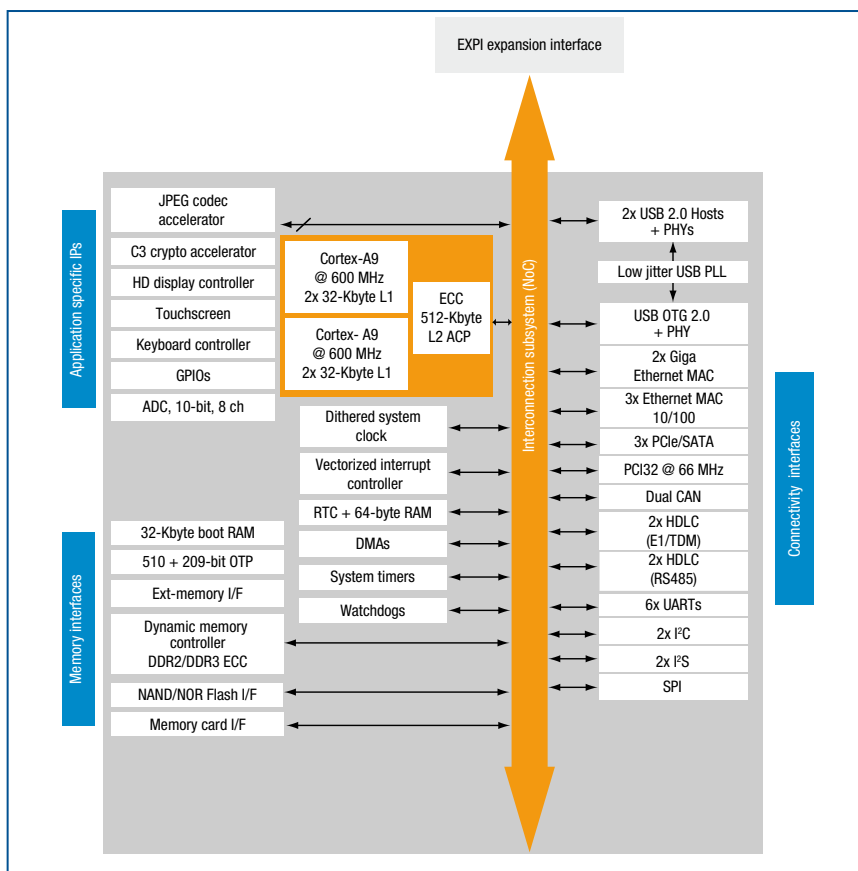 EXPI expansion interface
Application specific IPs
JPEG codec
accelerator
C3 crypto accelerator
HD display controller
Touchscreen
Keyboard controller
GPIOs
ADC, 10-bit, 8 ch
Cortex-A9
@ 600 MHz
2x 32-Kbyte L1
Cortex- A9
@ 600 MHz
2x 32-Kbyte L1
ECC
512-Kbyte
L2 ACP
Dithered system
clock
Vectorized interrupt
controller
RTC + 64-byte RAM
DMAs
System timers
Watchdogs
Memory interfaces
32-Kbyte boot RAM
510 + 209-bit OTP
Ext-memory I/F
Dynamic memory
controller
DDR2/DDR3 ECC
NAND/NOR Flash I/F
Memory card I/F
Interconnection subsystem (NoC)
2x USB 2.0 Hosts
+ PHYs
Low jitter USB PLL
USB OTG 2.0
+ PHY
2x Giga
Ethernet MAC
3x Ethernet MAC
10/100
3x PCIe/SATA
PCI32 @ 66 MHz
Dual CAN
2x HDLC
(E1/TDM)
2x HDLC
(RS485)
6x UARTs
2x I²C
2x I²S
SPI
Connectivity interfaces